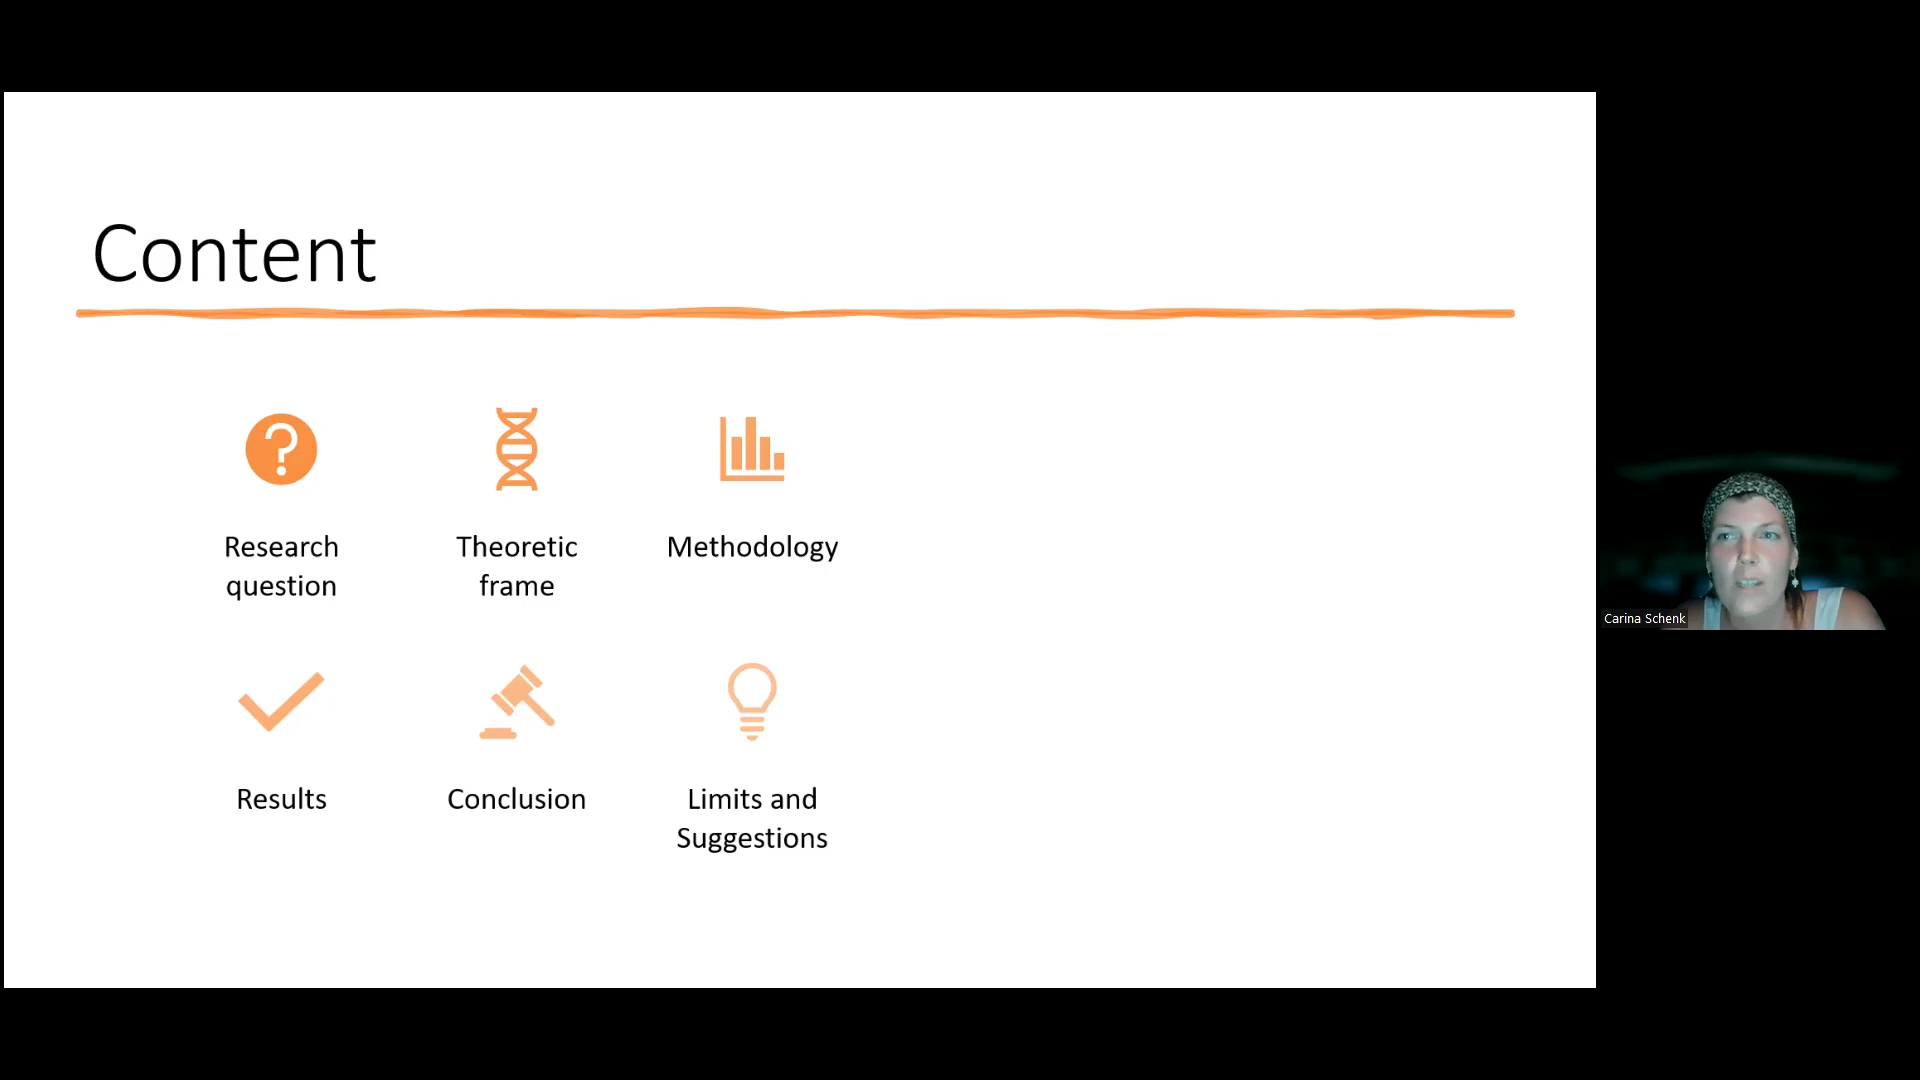 Content
Research
question
Theoretic
frame
Methodology
Results
Conclusion
Limits and
Suggestions
Carina Schenk